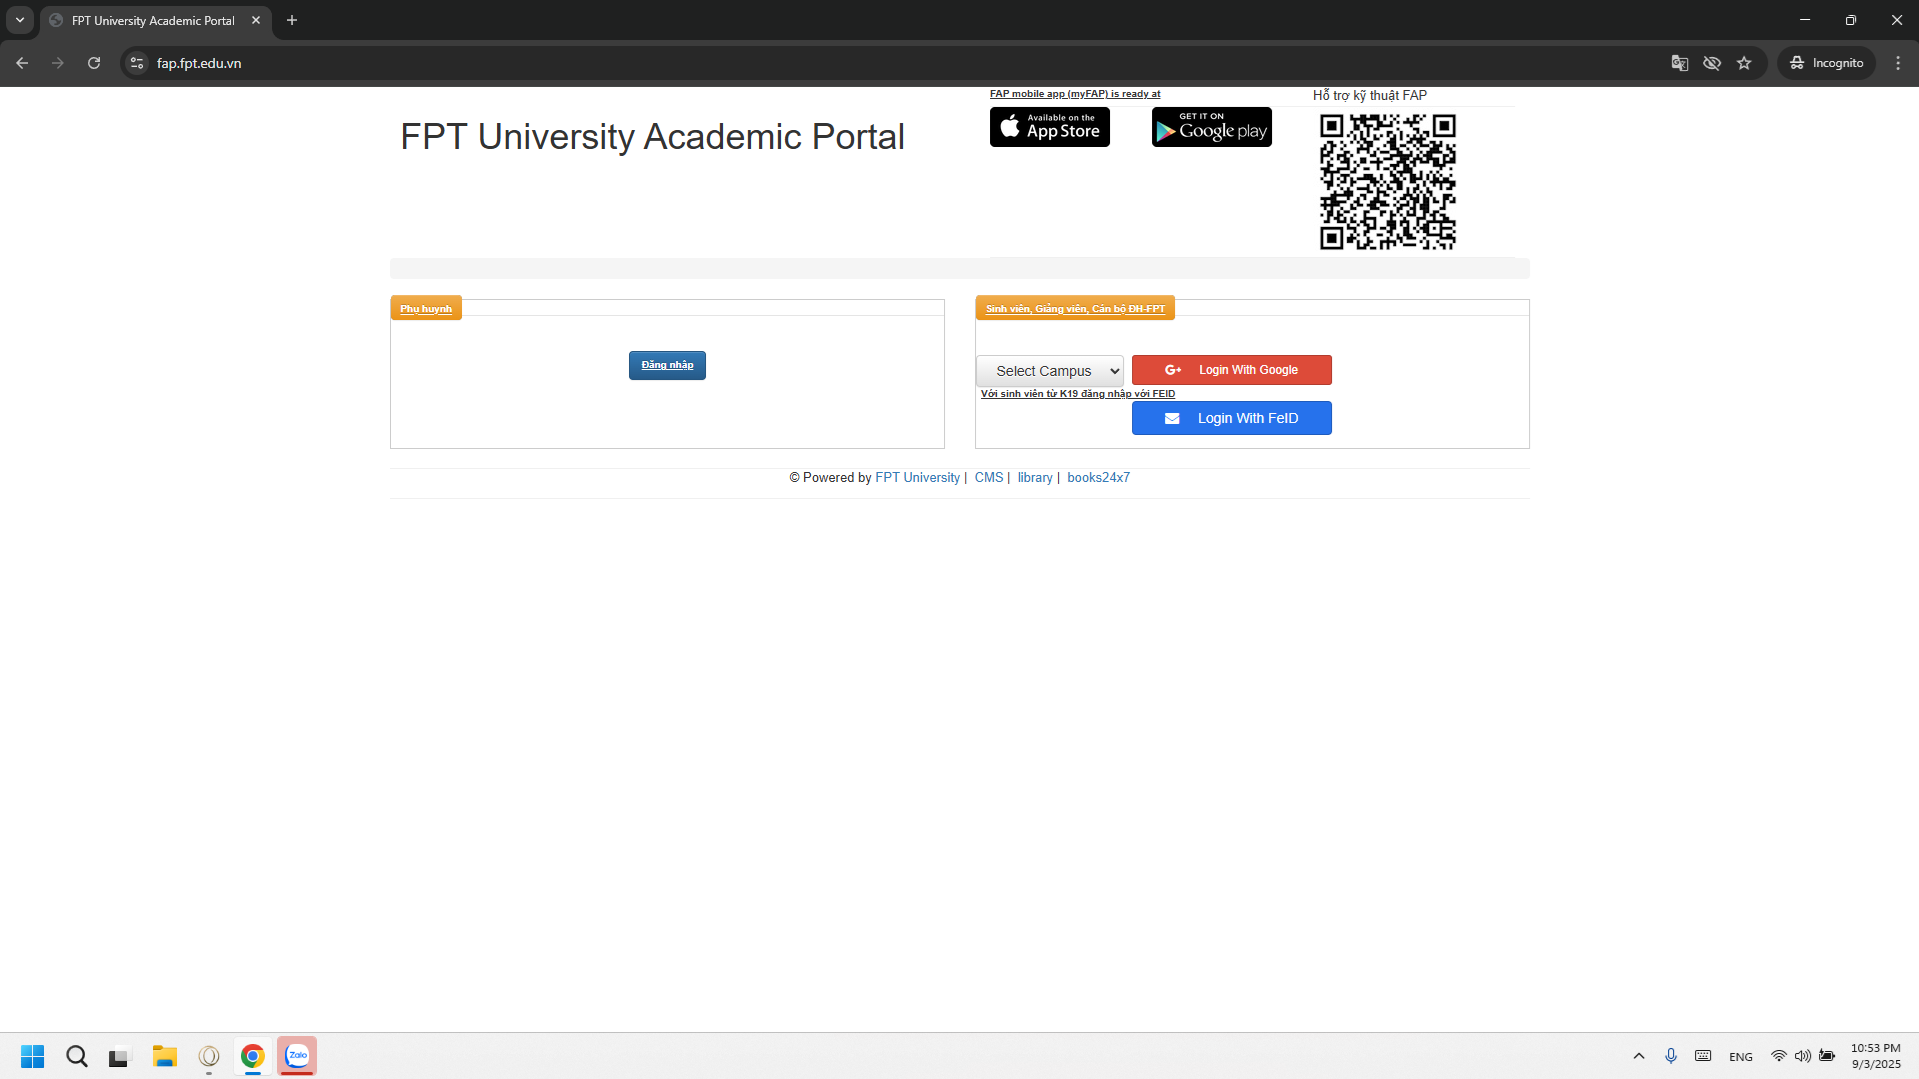 FPT University Academic Portal
fap.fpt.edu.vn
Incognito
FPT University Academic Portal
FAP mobile app (myFAP) is ready at
Available on the
App Store
GET IT ON
Google play
Hỗ trợ kỹ thuật FAP
Phụ huynh
Đăng nhập
Sinh viên, Giảng viên, Cán bộ ĐH-FPT
Select Campus
G+ Login With Google
Với sinh viên từ K19 đăng nhập với FEID
Login With FeID
© Powered by FPT University | CMS | library | books24x7
Zalo
ENG
10:53 PM
9/3/2025